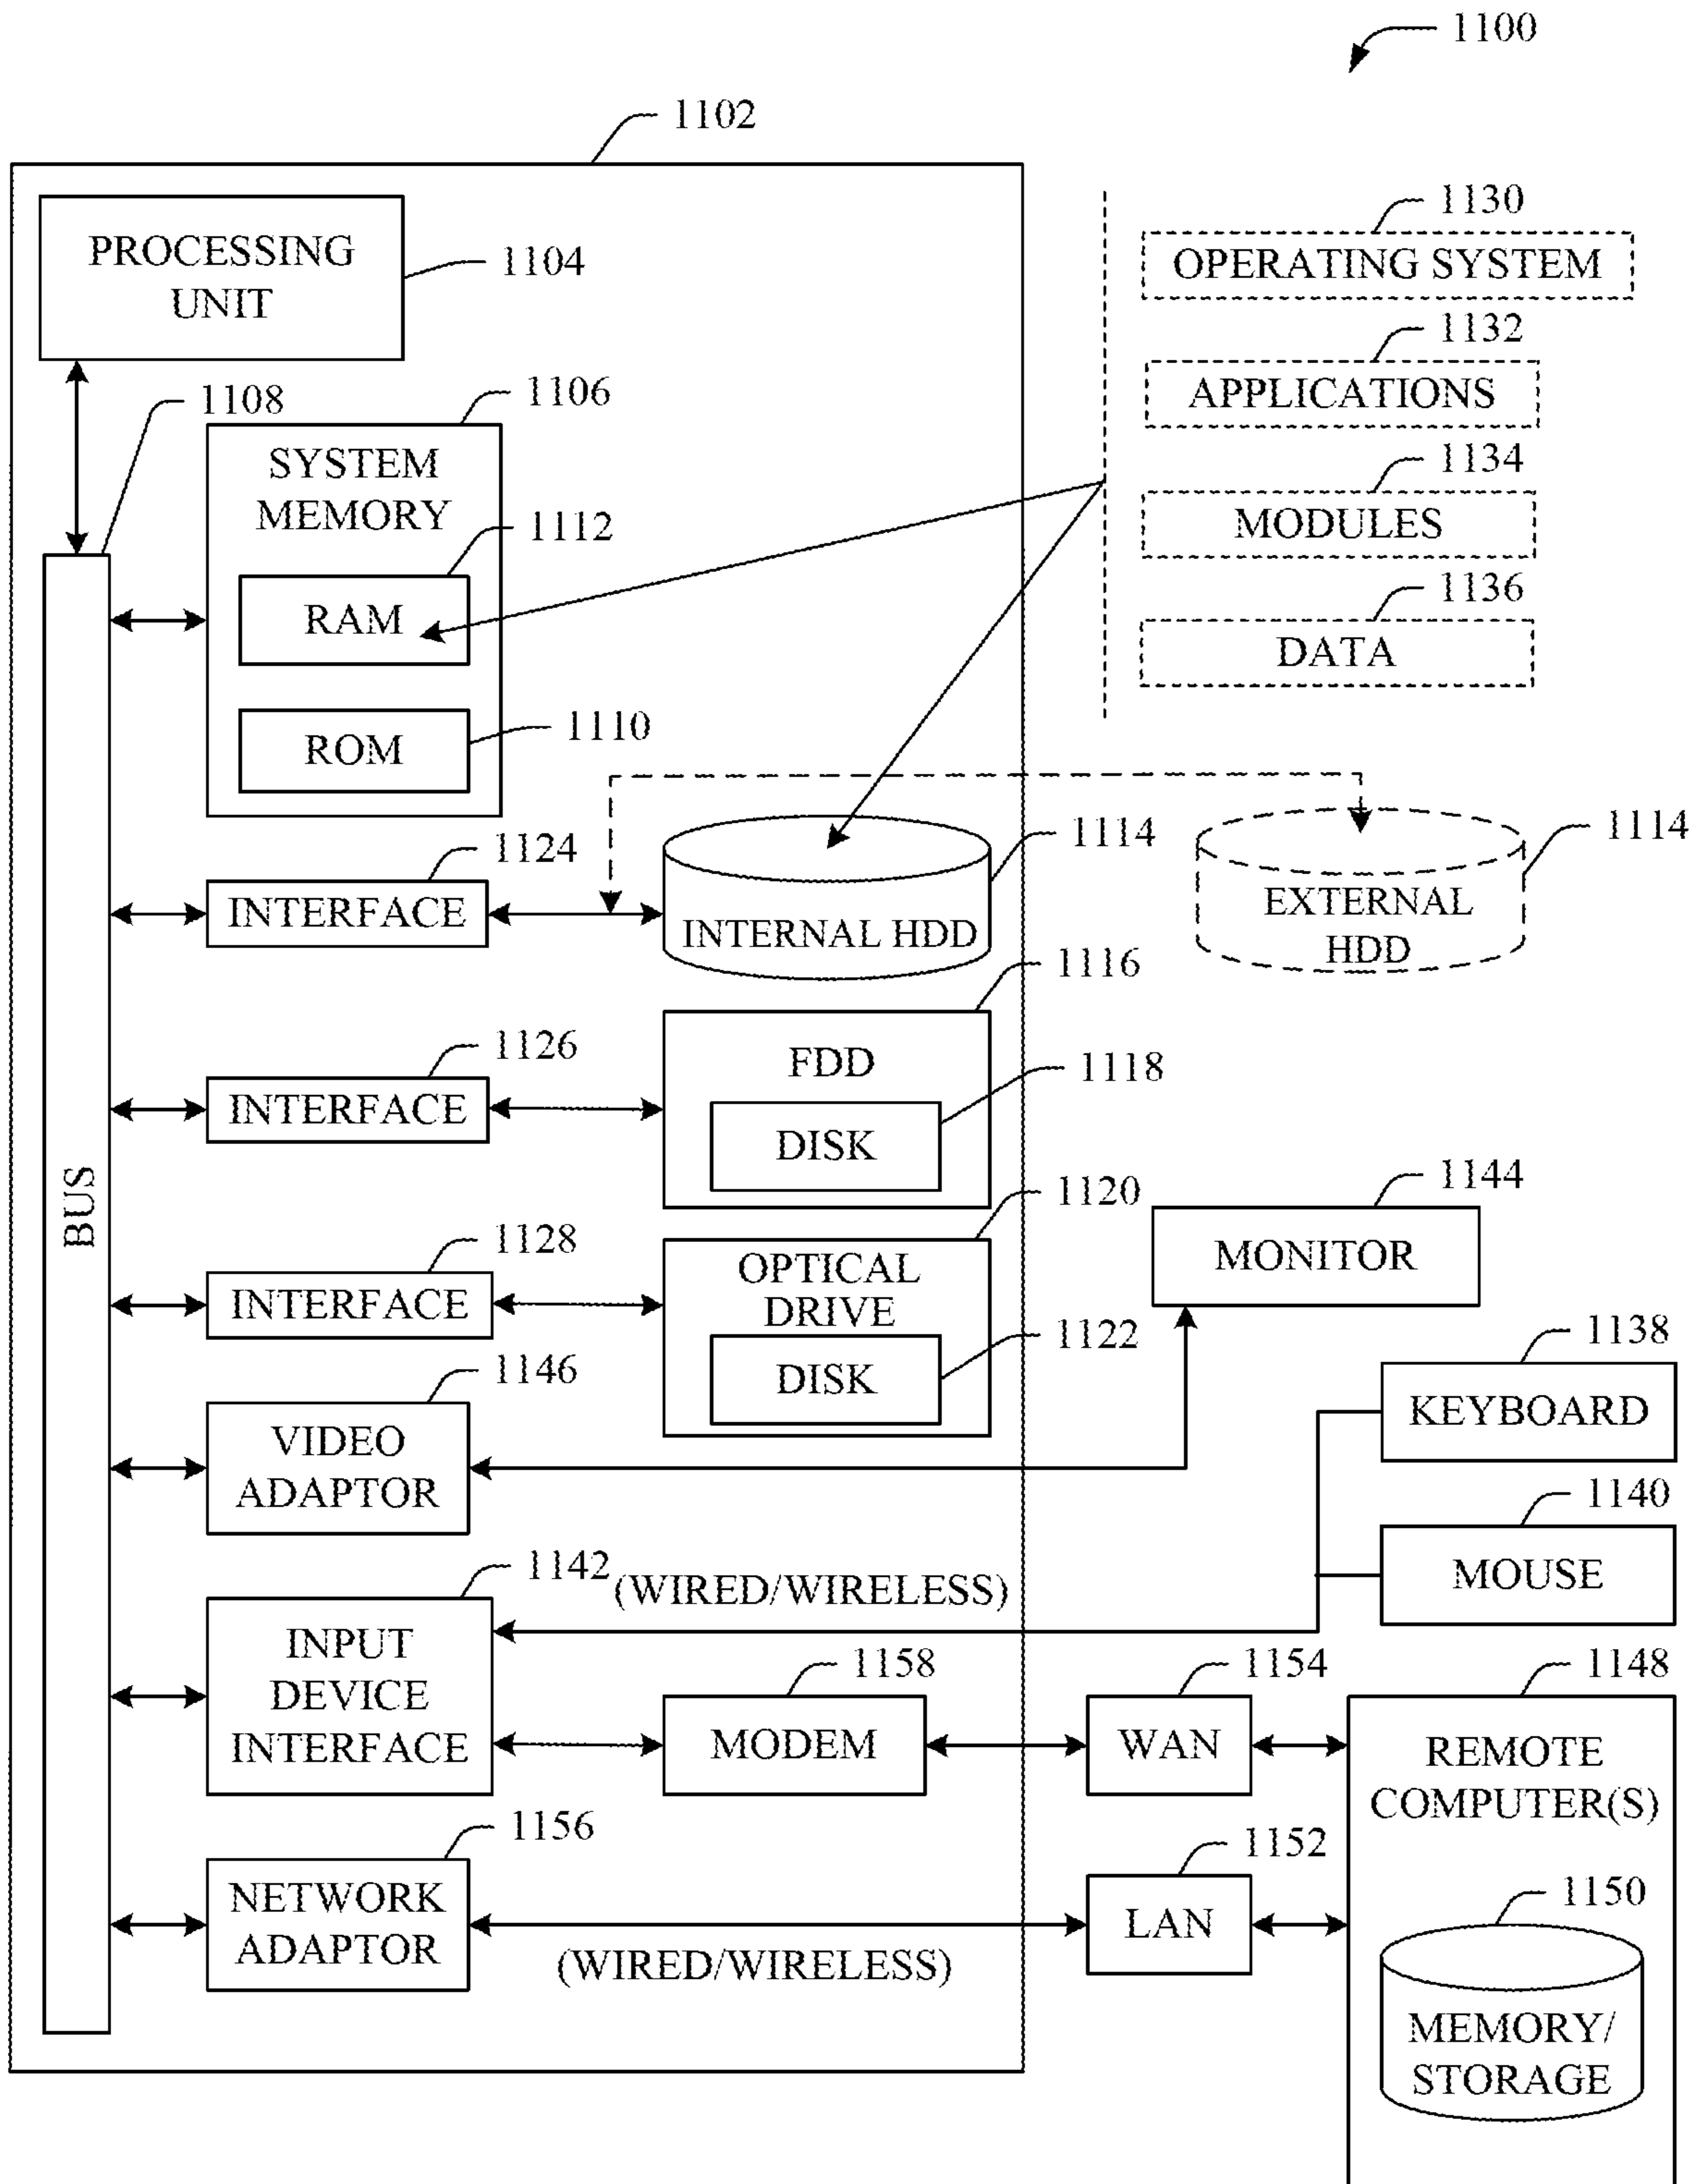 1100
1102
PROCESSING
UNIT
1104
1130
OPERATING SYSTEM
1132
APPLICATIONS
1134
MODULES
1136
DATA
1108
1106
SYSTEM
MEMORY
1112
RAM
1110
ROM
BUS
1124
INTERFACE
1114
INTERNAL HDD
1114
EXTERNAL
HDD
1126
INTERFACE
1116
FDD
1118
DISK
1128
INTERFACE
1120
OPTICAL
DRIVE
1122
DISK
1144
MONITOR
1146
VIDEO
ADAPTOR
1138
KEYBOARD
1140
MOUSE
1142
(WIRED/WIRELESS)
INPUT
DEVICE
INTERFACE
1158
MODEM
1154
WAN
1148
REMOTE
COMPUTER(S)
1156
NETWORK
ADAPTOR
(WIRED/WIRELESS)
1152
LAN
1150
MEMORY/
STORAGE